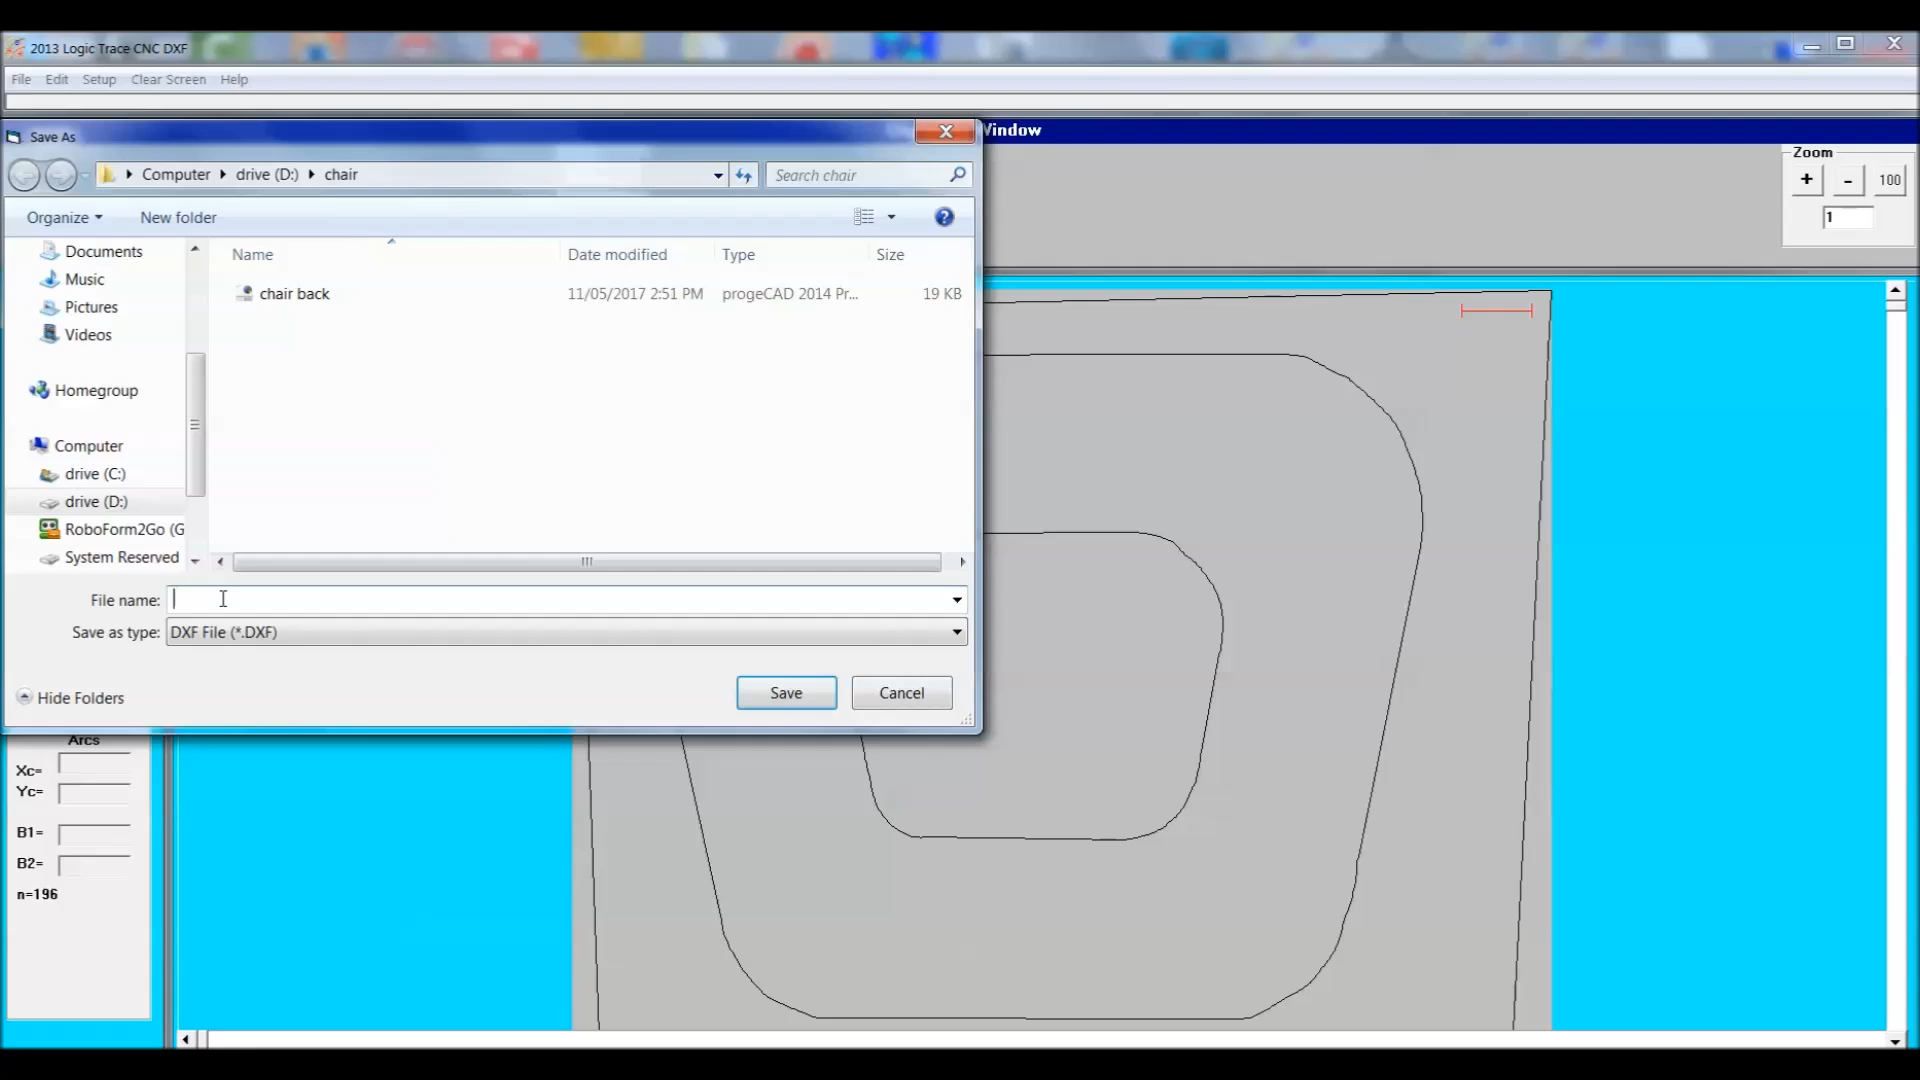 2013 Logic Trace CNC DXF
File Edit Setup Clear Screen Help
Window
Save As
Computer drive (D:) chair
Search chair
Organize New folder
Documents
Music
Pictures
Videos
Homegroup
Computer
drive (C:)
drive (D:)
RoboForm2Go (G
System Reserved
Name Date modified Type Size
chair back 11/05/2017 2:51 PM progeCAD 2014 Pr... 19 KB
File name:
Save as type: DXF File (*.DXF)
Hide Folders
Save Cancel
Zoom
+ - 100
1
Arcs
Xc=
Yc=
B1=
B2=
n=196